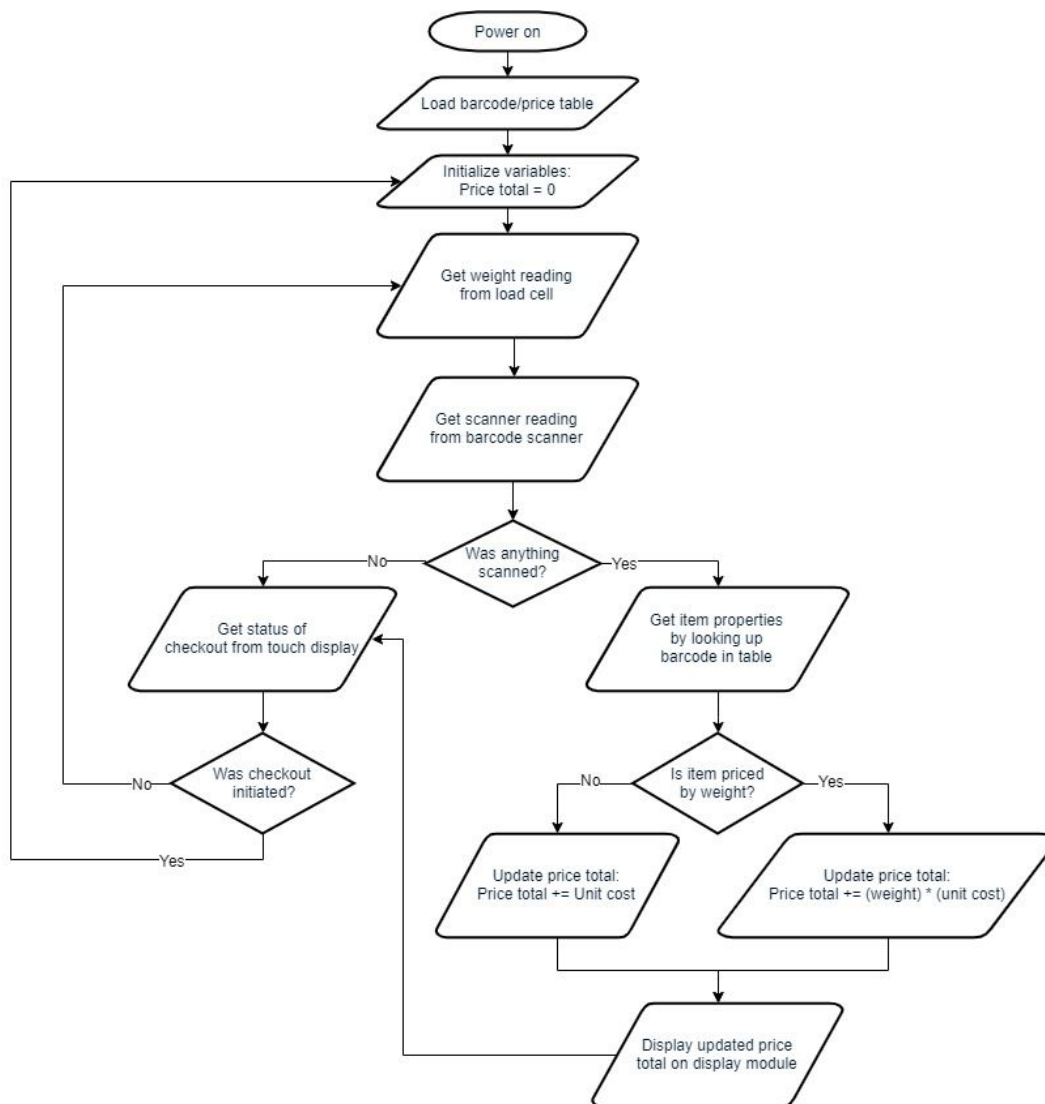 Power on
Load barcode/price table
Initialize variables:
Price total = 0
Get weight reading
from load cell
Get scanner reading
from barcode scanner
Was anything
scanned?
No
Yes
Get status of
checkout from touch display
Get item properties
by looking up
barcode in table
Was checkout
initiated?
No
Yes
Is item priced
by weight?
No
Yes
Update price total:
Price total += Unit cost
Update price total:
Price total += (weight) * (unit cost)
Display updated price
total on display module